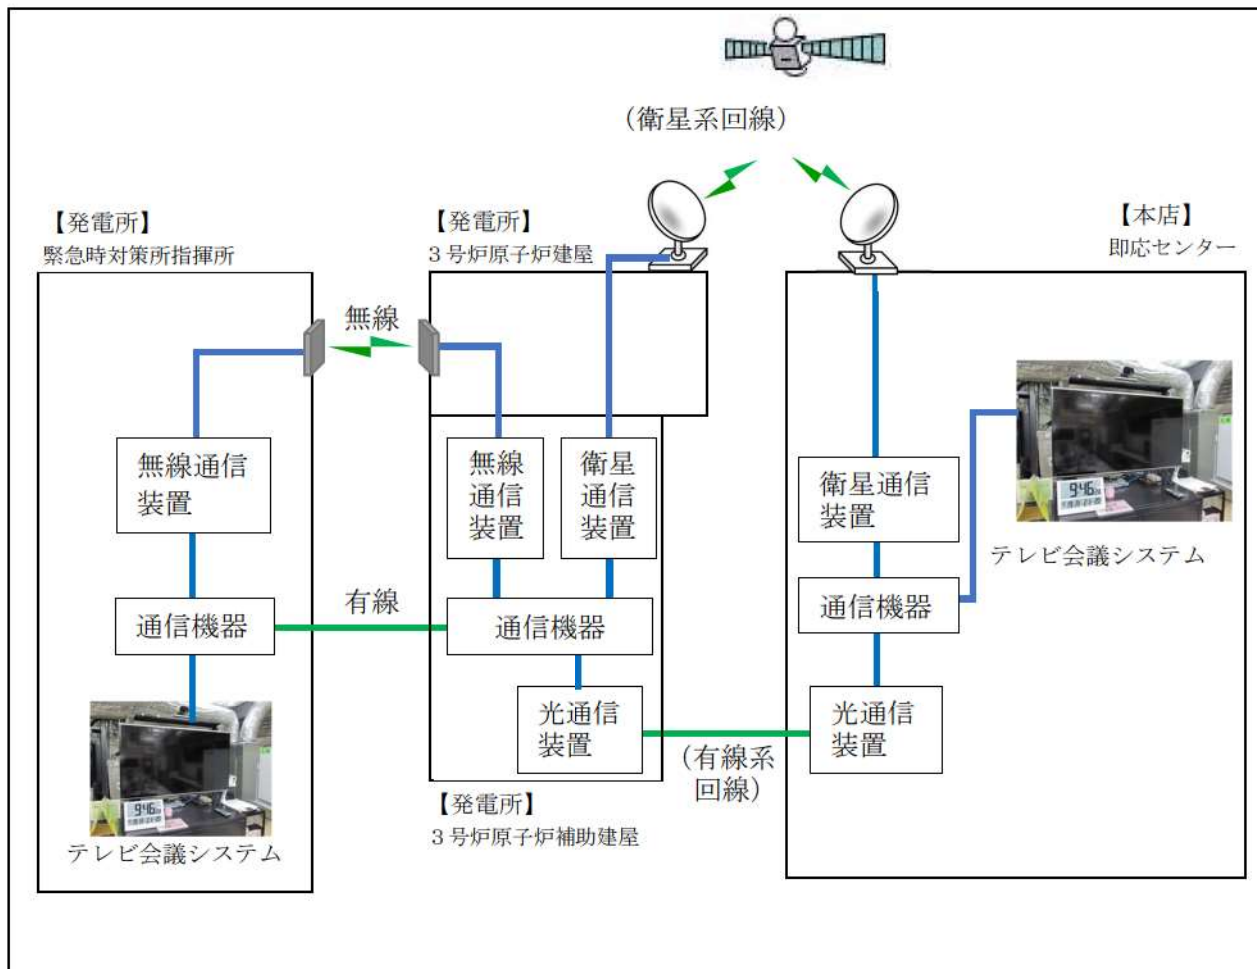 （衛星系回線）
【発電所】
緊急時対策所指揮所
【発電所】
３号炉原子炉建屋
【本店】
即応センター
無線
無線通信
装置
無線
通信
装置
衛星
通信
装置
衛星通信
装置
テレビ会議システム
通信機器
有線
通信機器
通信機器
光通信
装置
光通信
装置
（有線系
回線）
【発電所】
３号炉原子炉補助建屋
テレビ会議システム
9:46
9:46